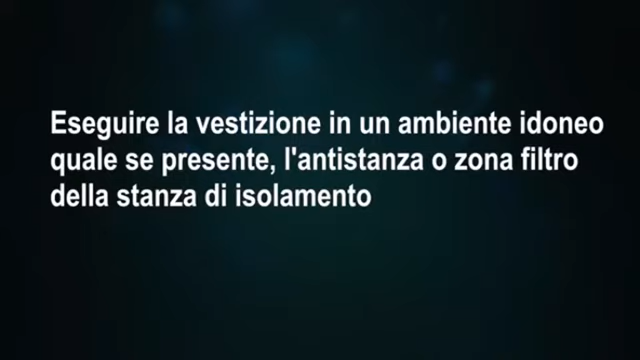 Eseguire la vestizione in un ambiente idoneo
quale se presente, l'antistanza o zona filtro
della stanza di isolamento